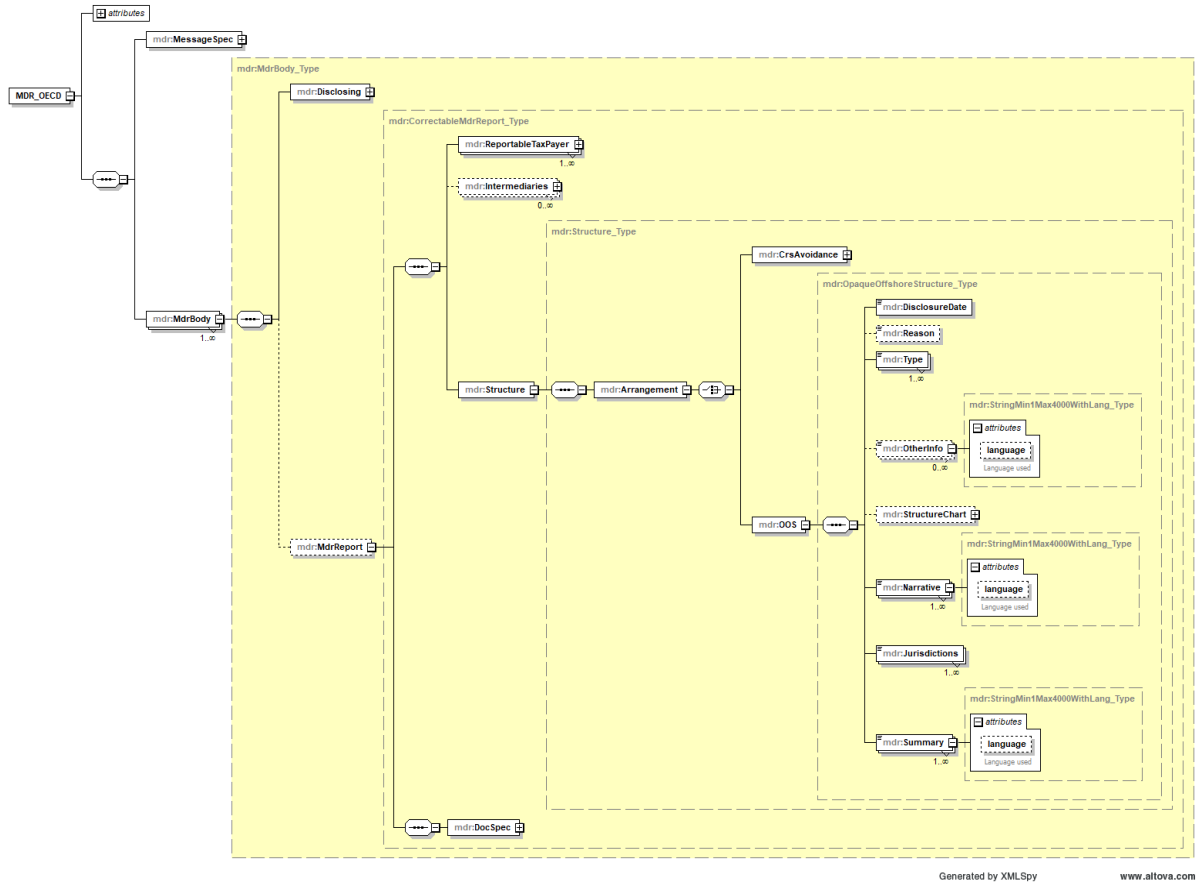 attributes
mdr:MessageSpec
mdr:MdrBody_Type
MDR_OECD
mdr:Disclosing
mdr:CorrectableMdrReport_Type
mdr:ReportableTaxPayer
1..∞
mdr:Intermediaries
0..∞
mdr:Structure_Type
mdr:CrsAvoidance
mdr:OpaqueOffshoreStructure_Type
mdr:DisclosureDate
mdr:MdrBody
1..∞
mdr:Reason
mdr:Type
1..∞
mdr:Structure
mdr:Arrangement
mdr:StringMin1Max4000WithLang_Type
attributes
mdr:OtherInfo
0..∞
language
Language used
mdr:OOS
mdr:StructureChart
mdr:MdrReport
mdr:StringMin1Max4000WithLang_Type
attributes
mdr:Narrative
1..∞
language
Language used
mdr:Jurisdictions
1..∞
mdr:StringMin1Max4000WithLang_Type
attributes
mdr:Summary
1..∞
language
Language used
mdr:DocSpec
Generated by XMLSpy www.altova.com